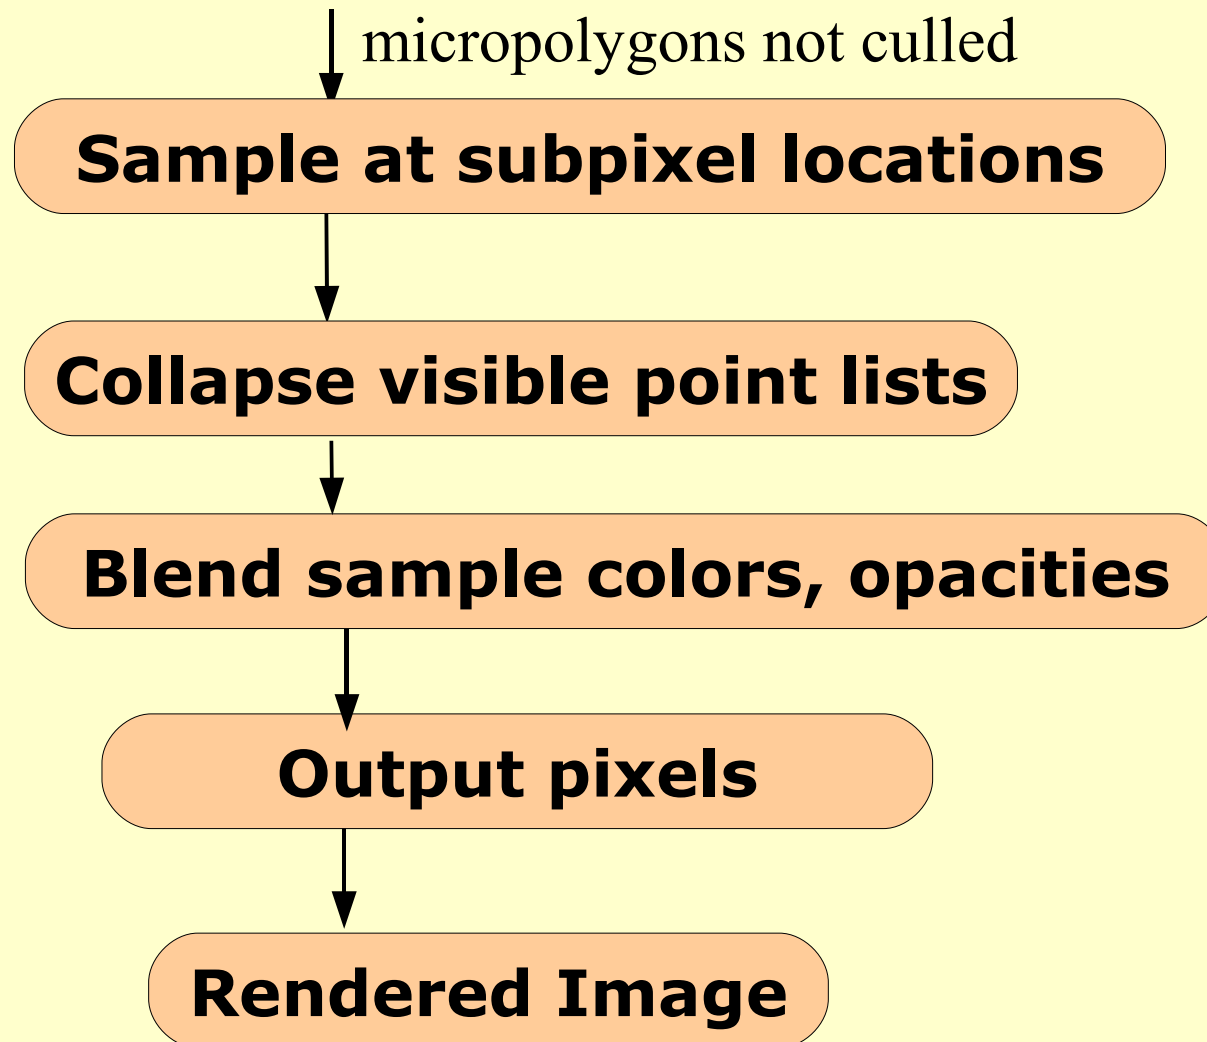 micropolygons not culled
Sample at subpixel locations
Collapse visible point lists
Blend sample colors, opacities
Output pixels
Rendered Image